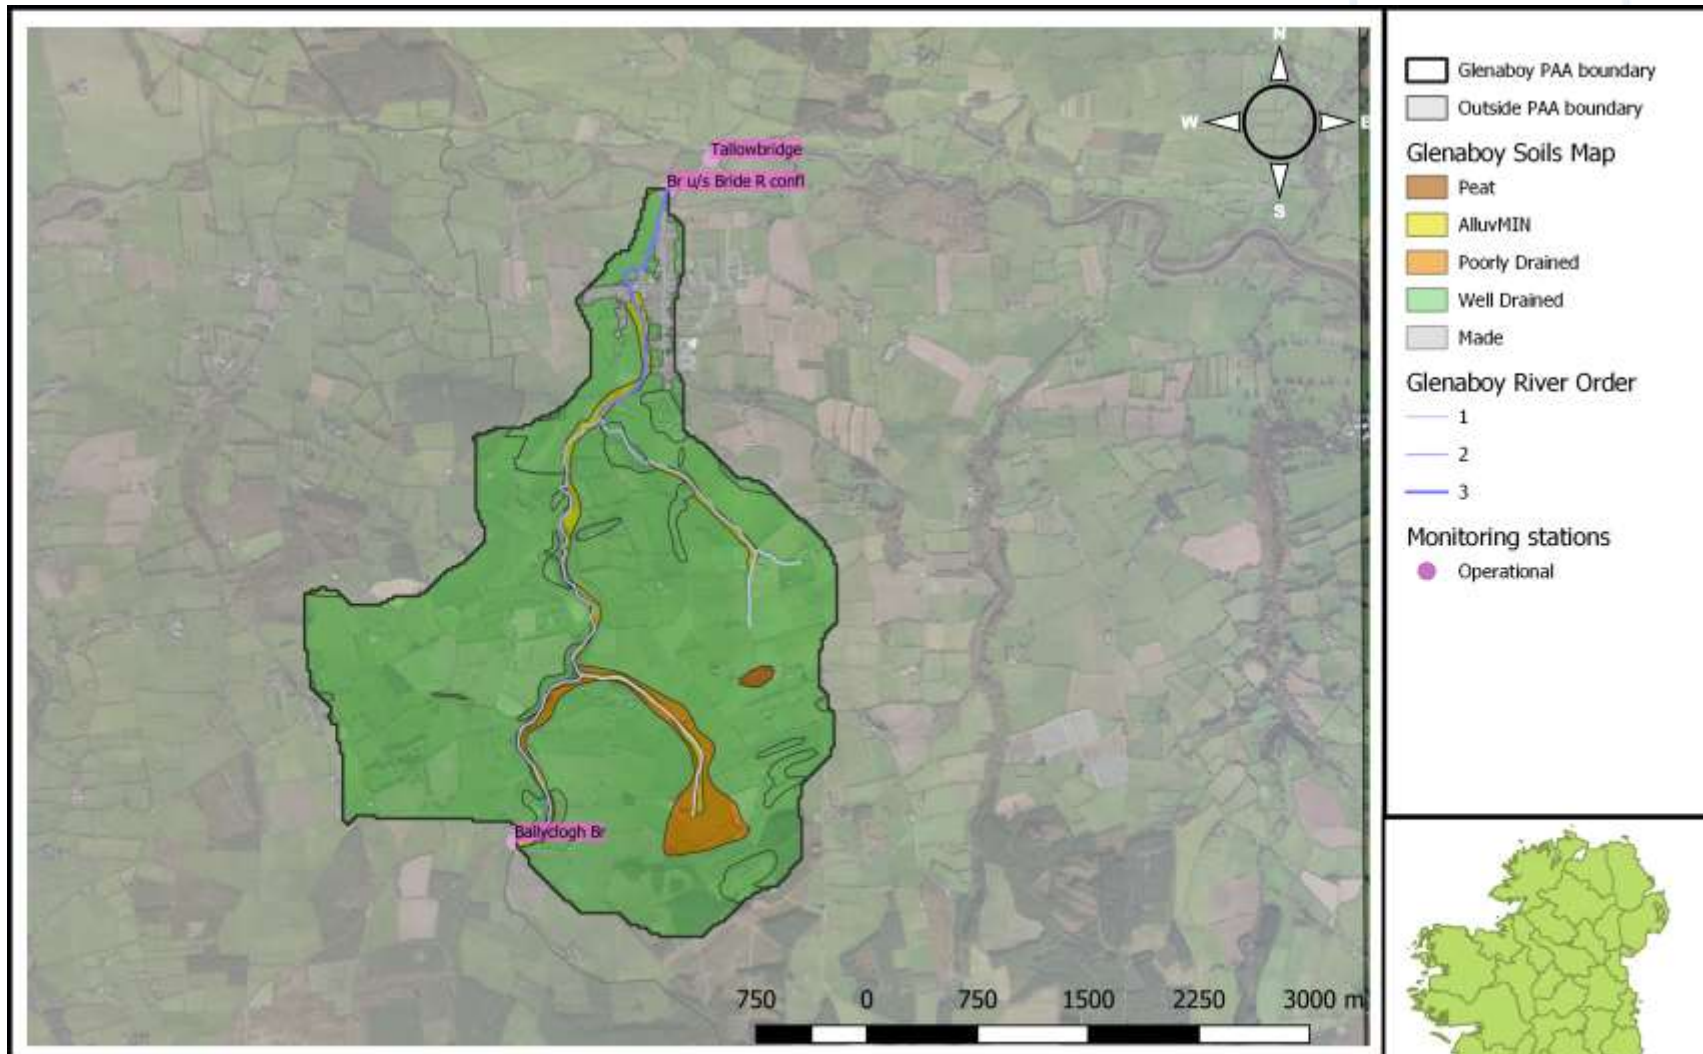 N
W
E
S
Tallowbridge
Br u/s Bride R confl
Ballyclogh Br
750 0 750 1500 2250 3000 m
Glenaboy PAA boundary
Outside PAA boundary
Glenaboy Soils Map
Peat
AlluvMIN
Poorly Drained
Well Drained
Made
Glenaboy River Order
1
2
3
Monitoring stations
Operational